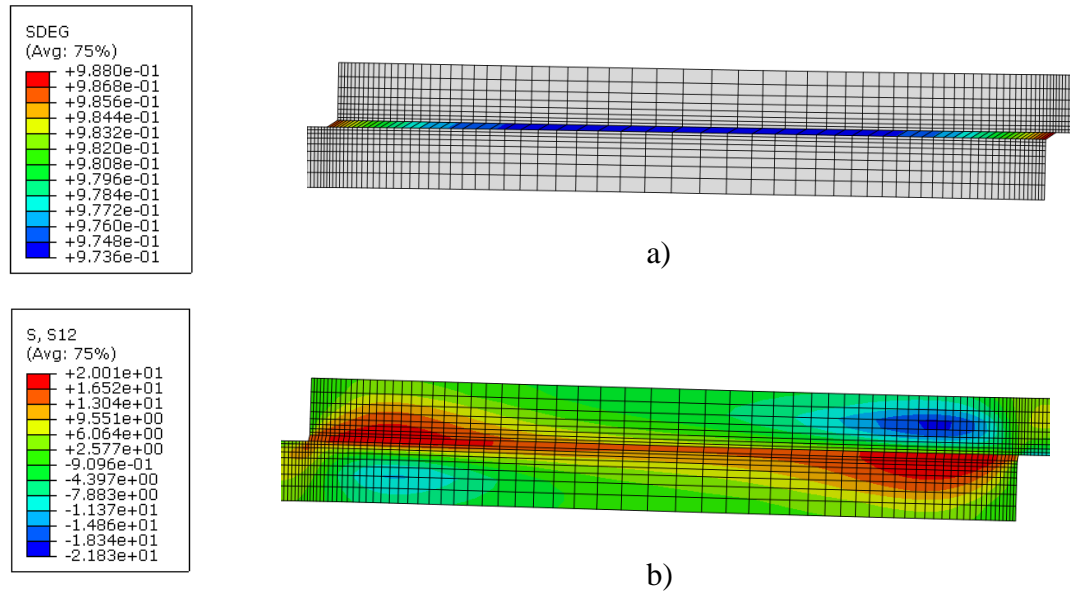 SDEG
(Avg: 75%)
+9.880e-01
+9.868e-01
+9.856e-01
+9.844e-01
+9.832e-01
+9.820e-01
+9.808e-01
+9.796e-01
+9.784e-01
+9.772e-01
+9.760e-01
+9.748e-01
+9.736e-01
a)
S, S12
(Avg: 75%)
+2.001e+01
+1.652e+01
+1.304e+01
+9.551e+00
+6.064e+00
+2.577e+00
-9.096e-01
-4.397e+00
-7.883e+00
-1.137e+01
-1.486e+01
-1.834e+01
-2.183e+01
b)